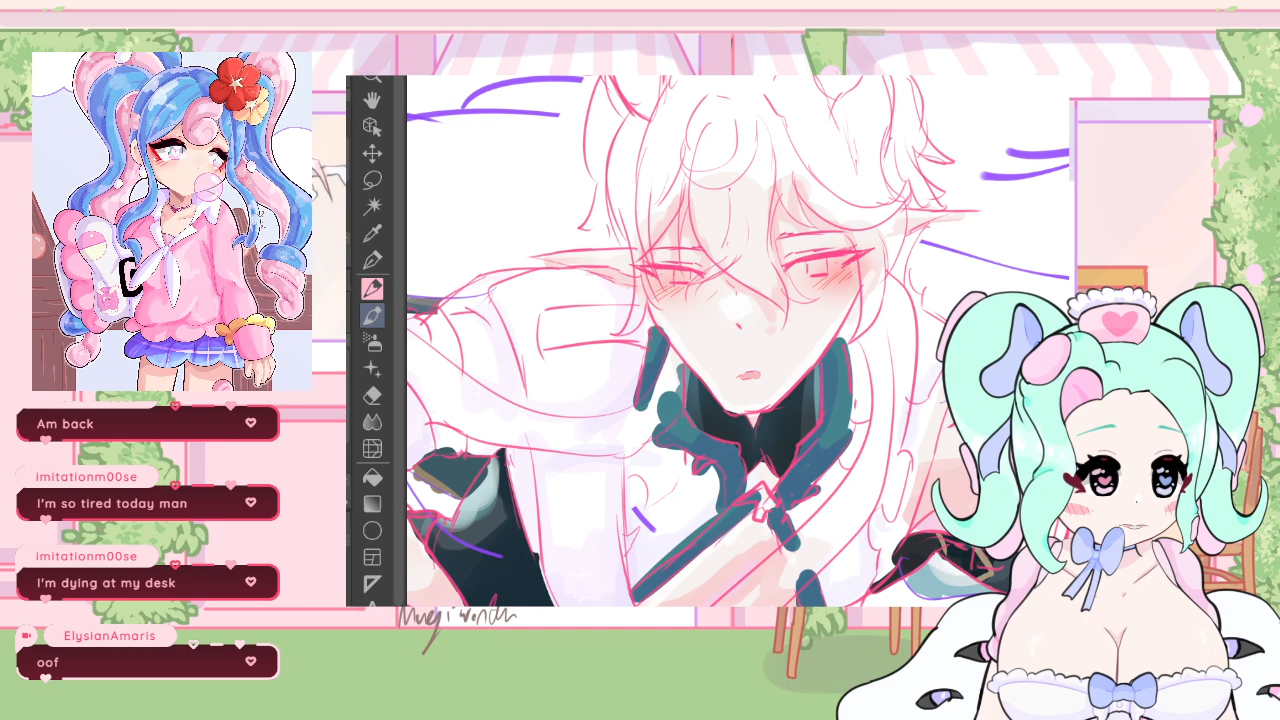 Am back
imitationm00se
I'm so tired today man
imitationm00se
I'm dying at my desk
ElysianAmaris
oof